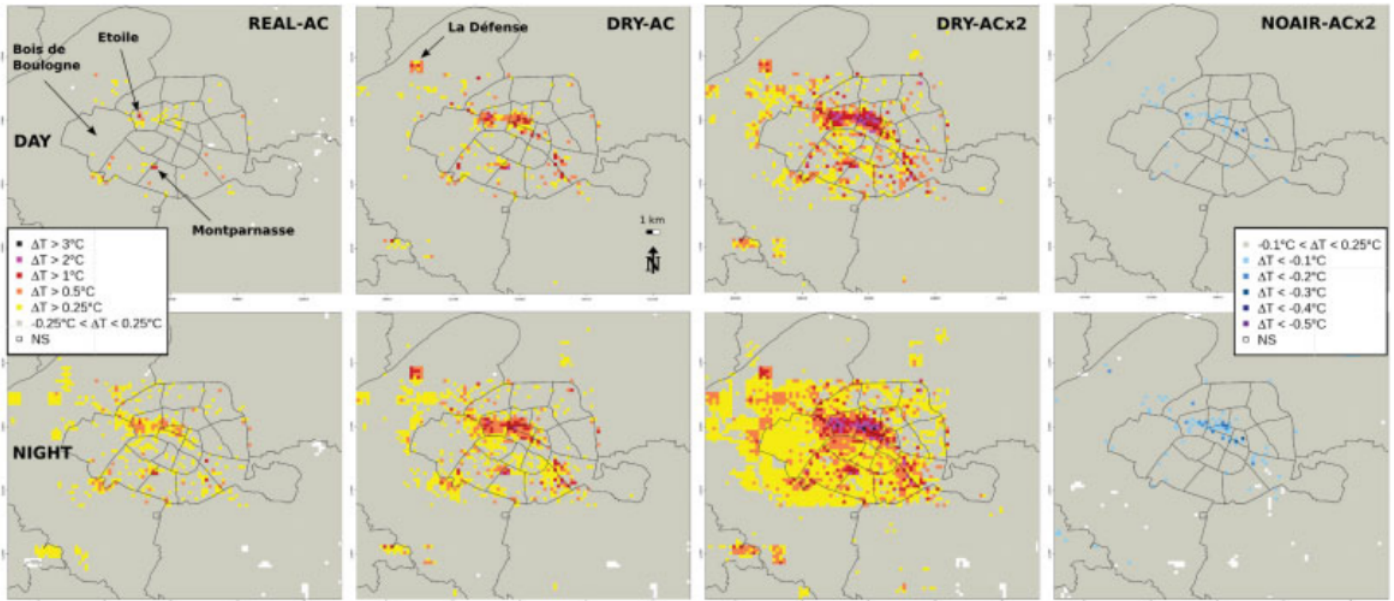 REAL-AC
DRY-AC
DRY-ACx2
NOAIR-ACx2
Bois de
Boulogne
Etoile
La Défense
DAY
Montparnasse
1 km
N
ΔT > 3°C
ΔT > 2°C
ΔT > 1°C
ΔT > 0.5°C
ΔT > 0.25°C
-0.25°C < ΔT < 0.25°C
NS
-0.1°C < ΔT < 0.25°C
ΔT < -0.1°C
ΔT < -0.2°C
ΔT < -0.3°C
ΔT < -0.4°C
ΔT < -0.5°C
NS
NIGHT